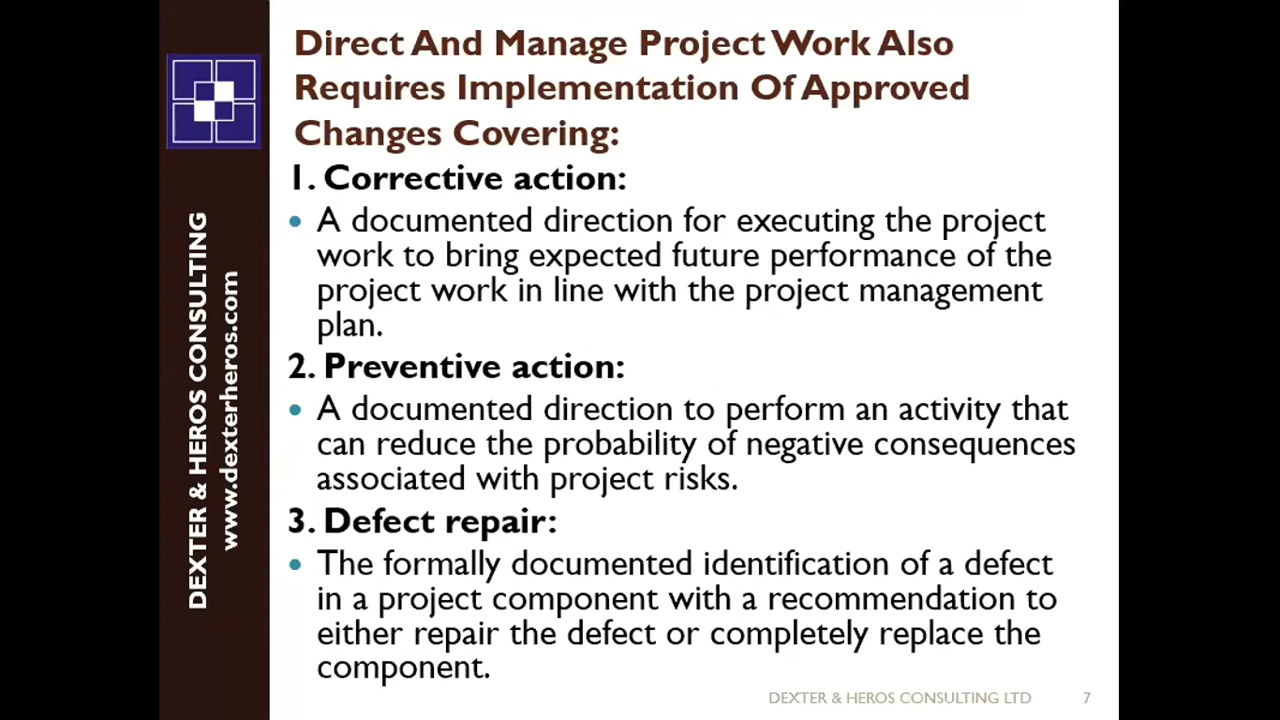 Direct And Manage Project Work Also
Requires Implementation Of Approved
Changes Covering:
1. Corrective action:
• A documented direction for executing the project
work to bring expected future performance of the
project work in line with the project management
plan.
2. Preventive action:
• A documented direction to perform an activity that
can reduce the probability of negative consequences
associated with project risks.
3. Defect repair:
• The formally documented identification of a defect
in a project component with a recommendation to
either repair the defect or completely replace the
component.
DEXTER & HEROS CONSULTING
www.dexterheros.com
DEXTER & HEROS CONSULTING LTD 7